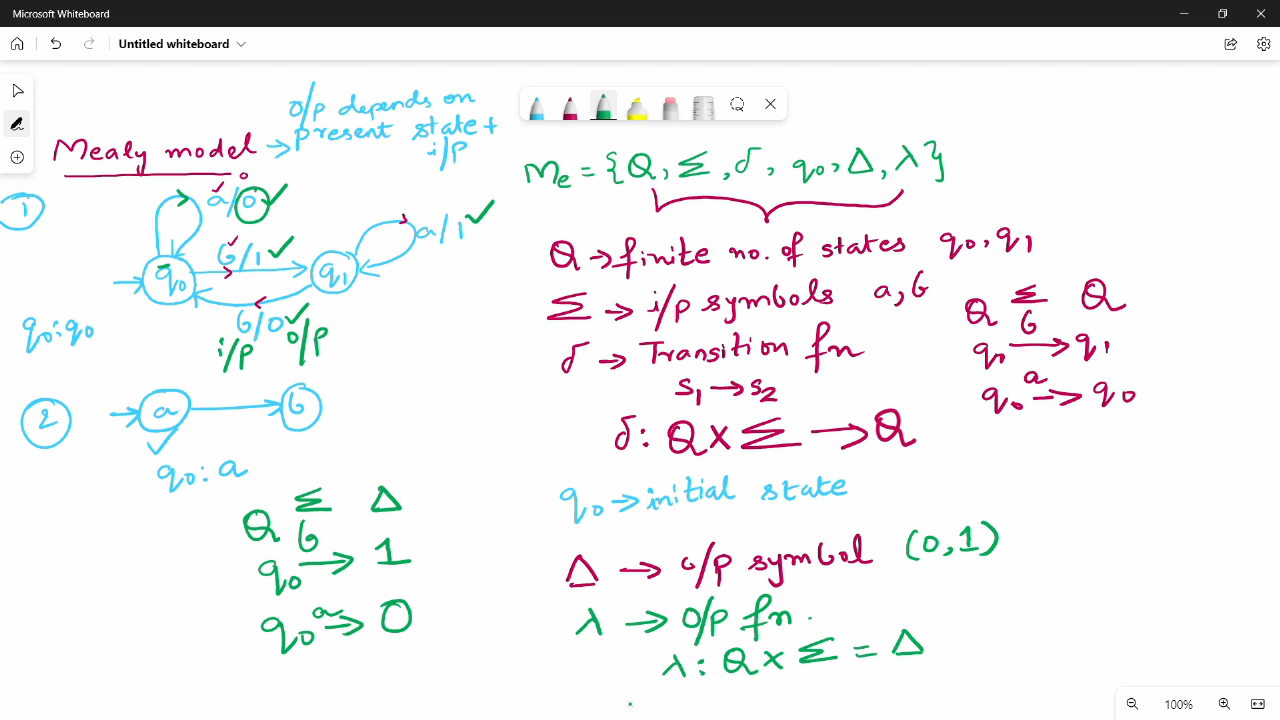 Microsoft Whiteboard
Untitled whiteboard
Mealy model → o/p depends on
present state +
i/p
1
a/0
b/1
a/1
q0
q1
b/0
i/p o/p
q0:q0
2
a
b
q0: a
Q Σ Δ
q0 b→ 1
q0 a→ 0
Me = {Q, Σ, δ, q0, Δ, λ}
Q → finite no. of states q0, q1
Σ → i/p symbols a, b
δ → Transition fn
s1 → s2
δ: Q x Σ → Q
Q Σ Q
q0 b→ q1
q0 a→ q0
q0 → initial state
Δ → o/p symbol (0,1)
λ → o/p fn.
λ: Q x Σ = Δ
100%